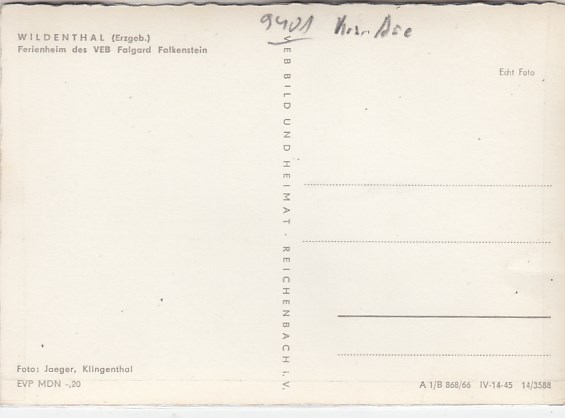 9401
WILDENTHAL (Erzgeb.)
Ferienheim des VEB Falgard Falkenstein
VEB BILD UND HEIMAT · REICHENBACH i. V.
Echt Foto
Foto: Jaeger, Klingenthal
EVP MDN -,20
A 1/B 868/66 IV-14-45 14/3588